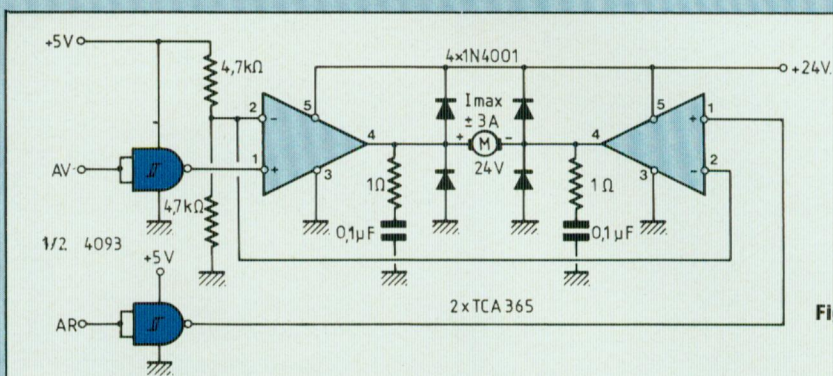 +5V
4,7kΩ
4x1N4001
+24V.
2
-
5
Imax
± 3A
5
+
1
4
+
M
-
4
AV
1
+
3
24V
3
-
2
4,7kΩ
1Ω
1Ω
0,1µF
0,1µF
1/2 4093
+5V
2xTCA365
Fi
AR